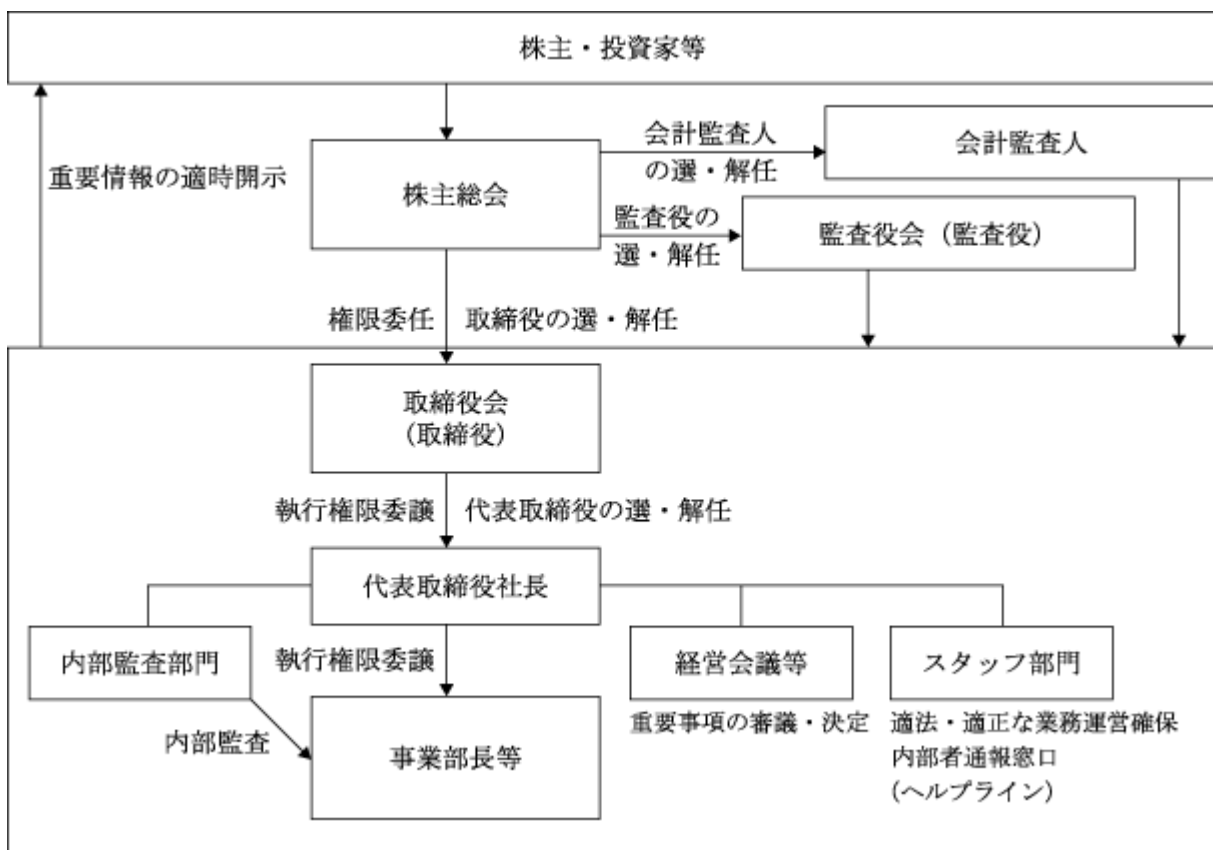 株主・投資家等
会計監査人
の選・解任
会計監査人
重要情報の適時開示
株主総会
監査役の
選・解任
監査役会（監査役）
権限委任
取締役の選・解任
取締役会
（取締役）
執行権限委譲
代表取締役の選・解任
代表取締役社長
内部監査部門
執行権限委譲
経営会議等
スタッフ部門
重要事項の審議・決定
適法・適正な業務運営確保
内部者通報窓口
（ヘルプライン）
内部監査
事業部長等